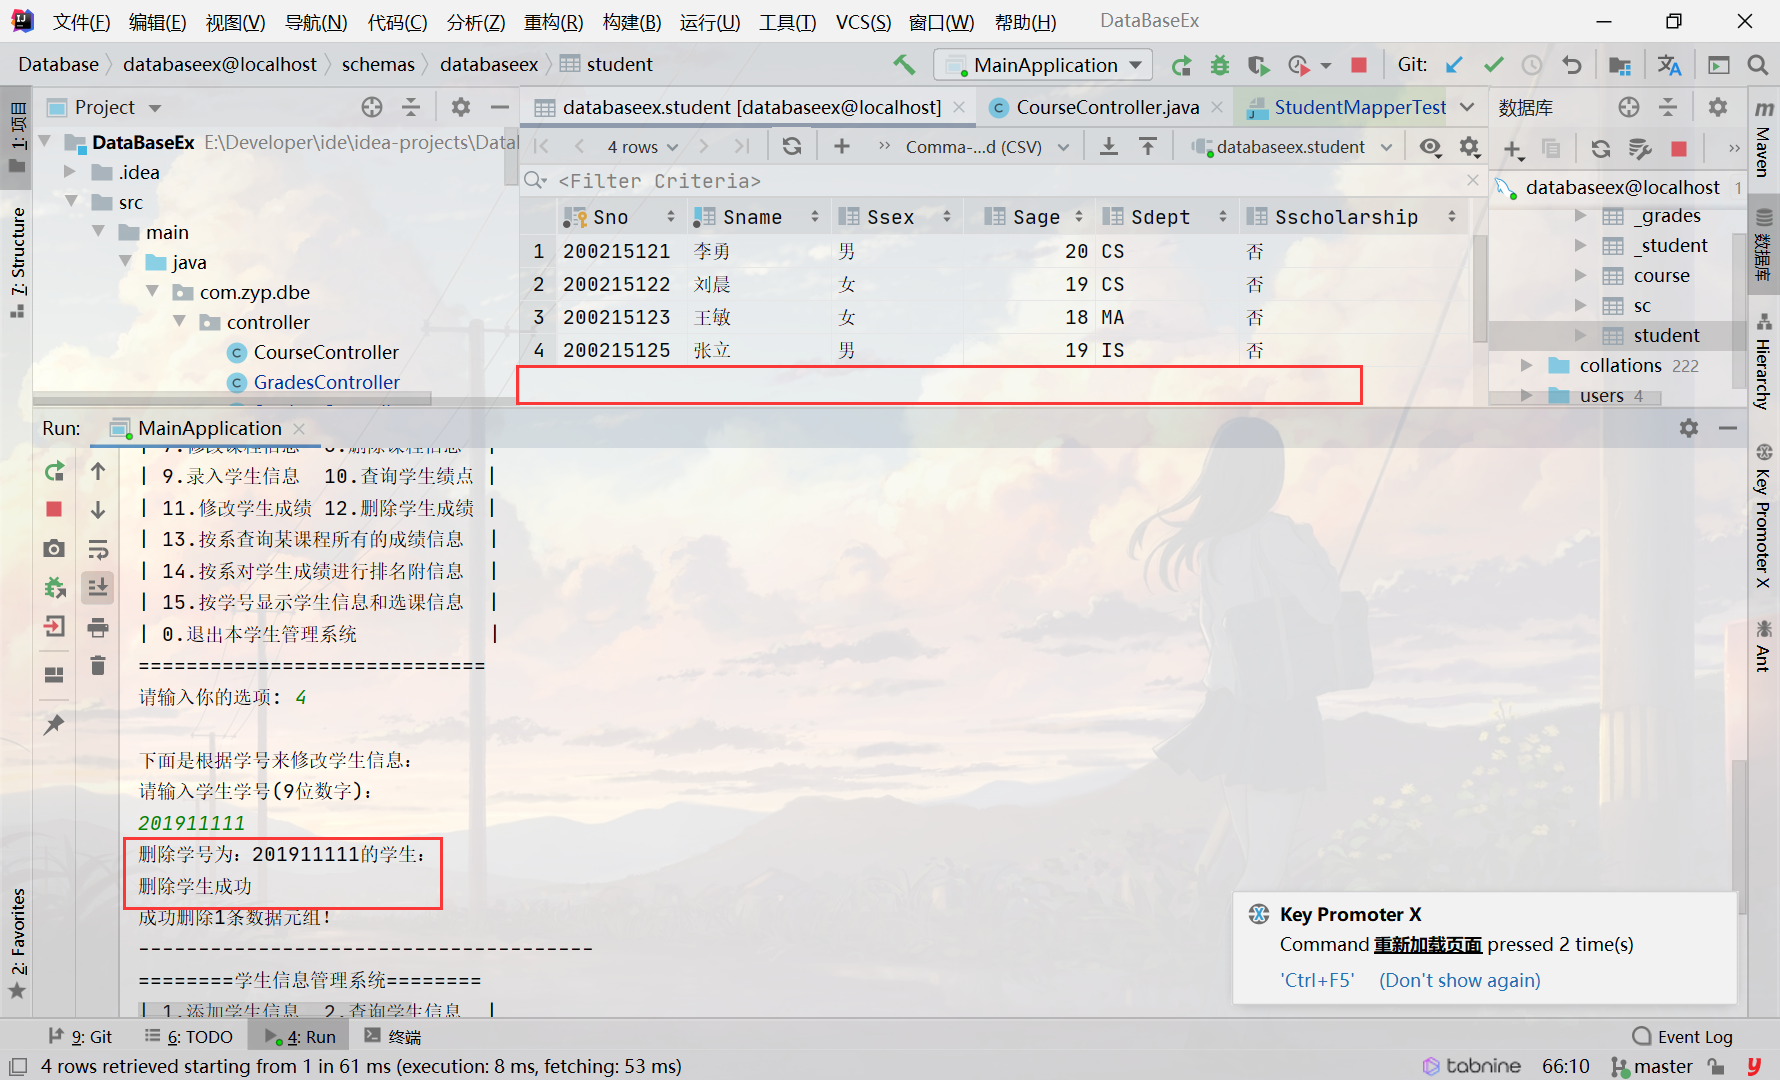 文件(F) 编辑(E) 视图(V) 导航(N) 代码(C) 分析(Z) 重构(R) 构建(B) 运行(U) 工具(T) VCS(S) 窗口(W) 帮助(H) DataBaseEx
Database databaseex@localhost schemas databaseex student MainApplication Git:
1: 项目
7: Structure
2: Favorites
Project
DataBaseEx E:\Developer\ide\idea-projects\Datal
.idea
src
main
java
com.zyp.dbe
controller
CourseController
GradesController
databaseex.student [databaseex@localhost] CourseController.java StudentMapperTest
4 rows Comma-...d (CSV) databaseex.student
<Filter Criteria>
Sno Sname Ssex Sage Sdept Sscholarship
1 200215121 李勇 男 20 CS 否
2 200215122 刘晨 女 19 CS 否
3 200215123 王敏 女 18 MA 否
4 200215125 张立 男 19 IS 否
数据库
databaseex@localhost 1
_grades
_student
course
sc
student
collations 222
users 4
Maven
数据库
Hierarchy
Key Promoter X
Ant
Run: MainApplication
| 7.修改课程信息 8.删除课程信息 |
| 9.录入学生信息 10.查询学生绩点 |
| 11.修改学生成绩 12.删除学生成绩 |
| 13.按系查询某课程所有的成绩信息 |
| 14.按系对学生成绩进行排名附信息 |
| 15.按学号显示学生信息和选课信息 |
| 0.退出本学生管理系统 |
=============================
请输入你的选项: 4
下面是根据学号来修改学生信息:
请输入学生学号(9位数字):
201911111
删除学号为: 201911111的学生:
删除学生成功
成功删除1条数据元组!
--------------------------------------
========学生信息管理系统========
| 1.添加学生信息 2.查询学生信息 |
Key Promoter X
Command 重新加载页面 pressed 2 time(s)
'Ctrl+F5' (Don't show again)
9: Git 6: TODO 4: Run 终端 Event Log
4 rows retrieved starting from 1 in 61 ms (execution: 8 ms, fetching: 53 ms) tabnine 66:10 master